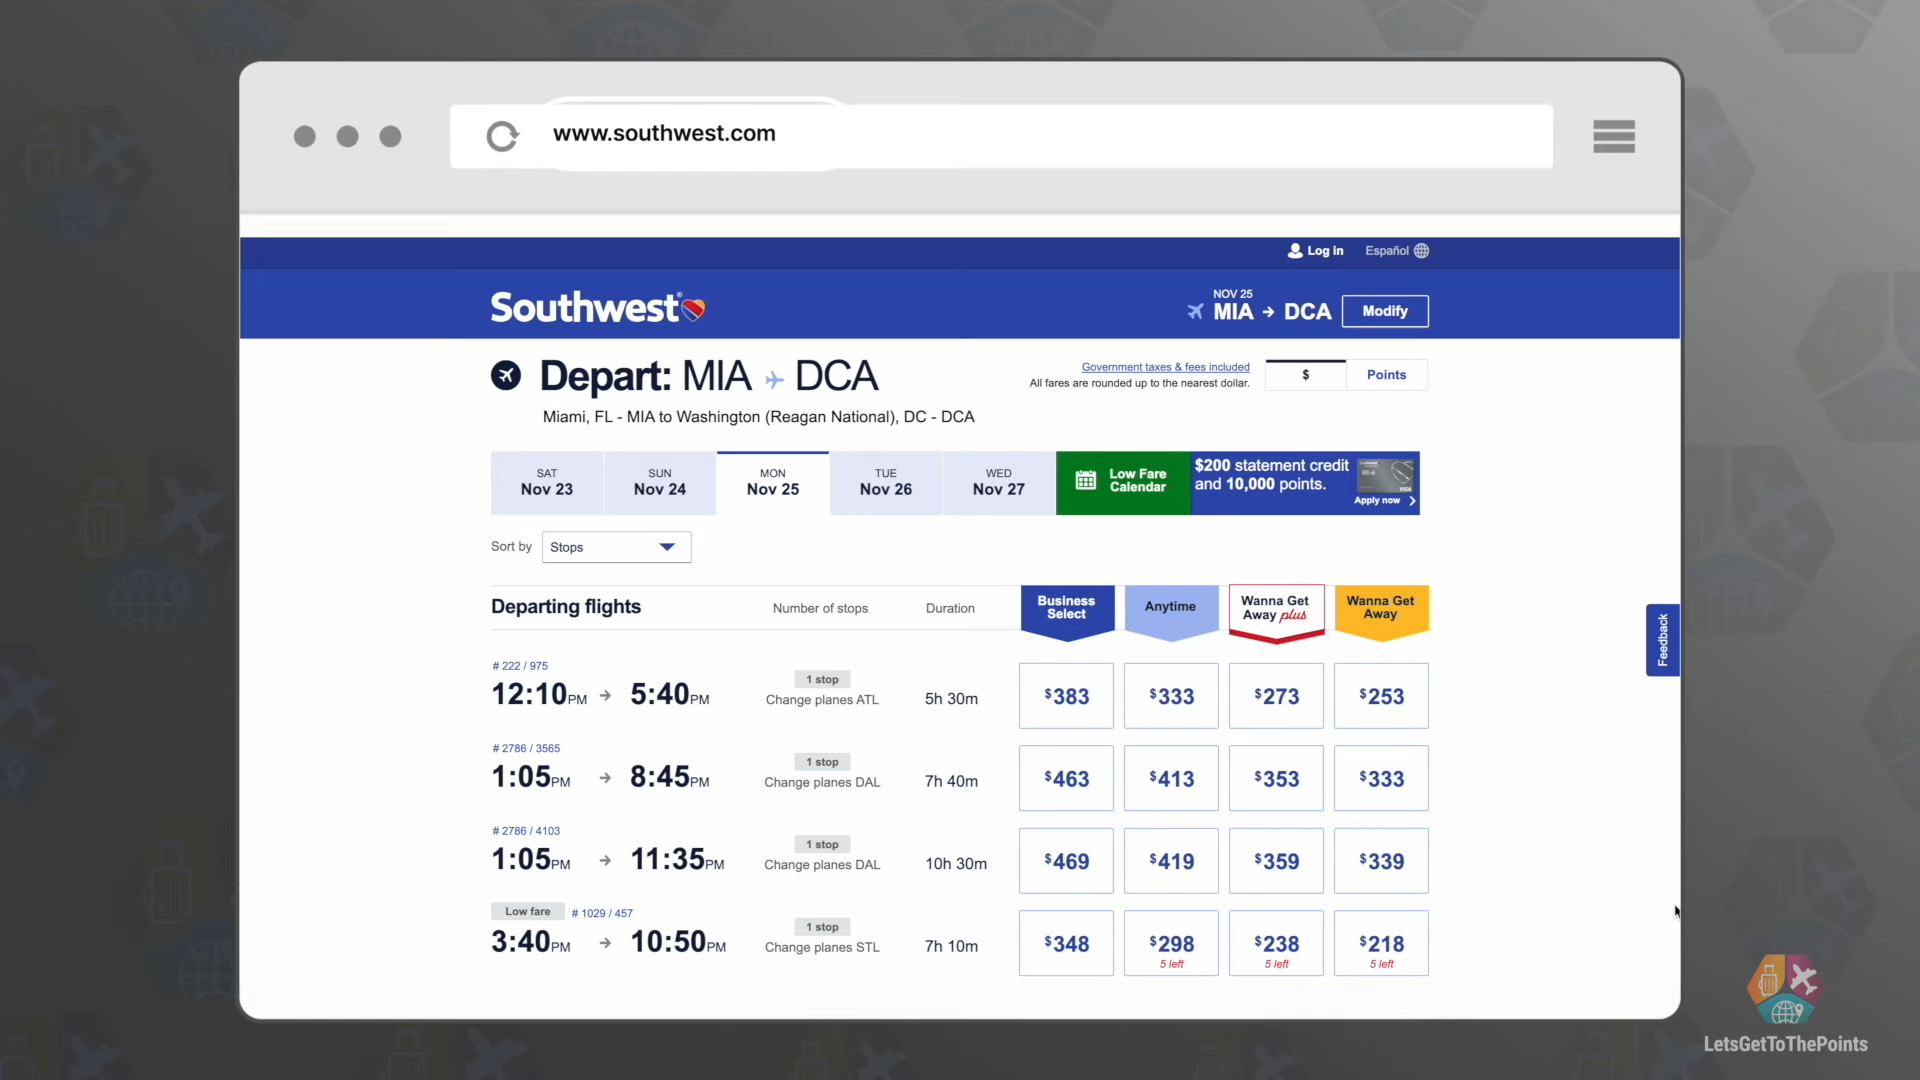 www.southwest.com
Log in Español
Southwest®
NOV 25
MIA → DCA Modify
Depart: MIA DCA
Government taxes & fees included
All fares are rounded up to the nearest dollar.
$ Points
Miami, FL - MIA to Washington (Reagan National), DC - DCA
SAT
Nov 23
SUN
Nov 24
MON
Nov 25
TUE
Nov 26
WED
Nov 27
Low Fare
Calendar
$200 statement credit
and 10,000 points.
Apply now
VISA
Sort by Stops
Departing flights Number of stops Duration
Business
Select
Anytime
Wanna Get
Away plus
Wanna Get
Away
Feedback
# 222 / 975
12:10PM → 5:40PM
1 stop
Change planes ATL
5h 30m
$383 $333 $273 $253
# 2786 / 3565
1:05PM → 8:45PM
1 stop
Change planes DAL
7h 40m
$463 $413 $353 $333
# 2786 / 4103
1:05PM → 11:35PM
1 stop
Change planes DAL
10h 30m
$469 $419 $359 $339
Low fare # 1029 / 457
3:40PM → 10:50PM
1 stop
Change planes STL
7h 10m
$348 $298 $238 $218
5 left 5 left 5 left
LetsGetToThePoints